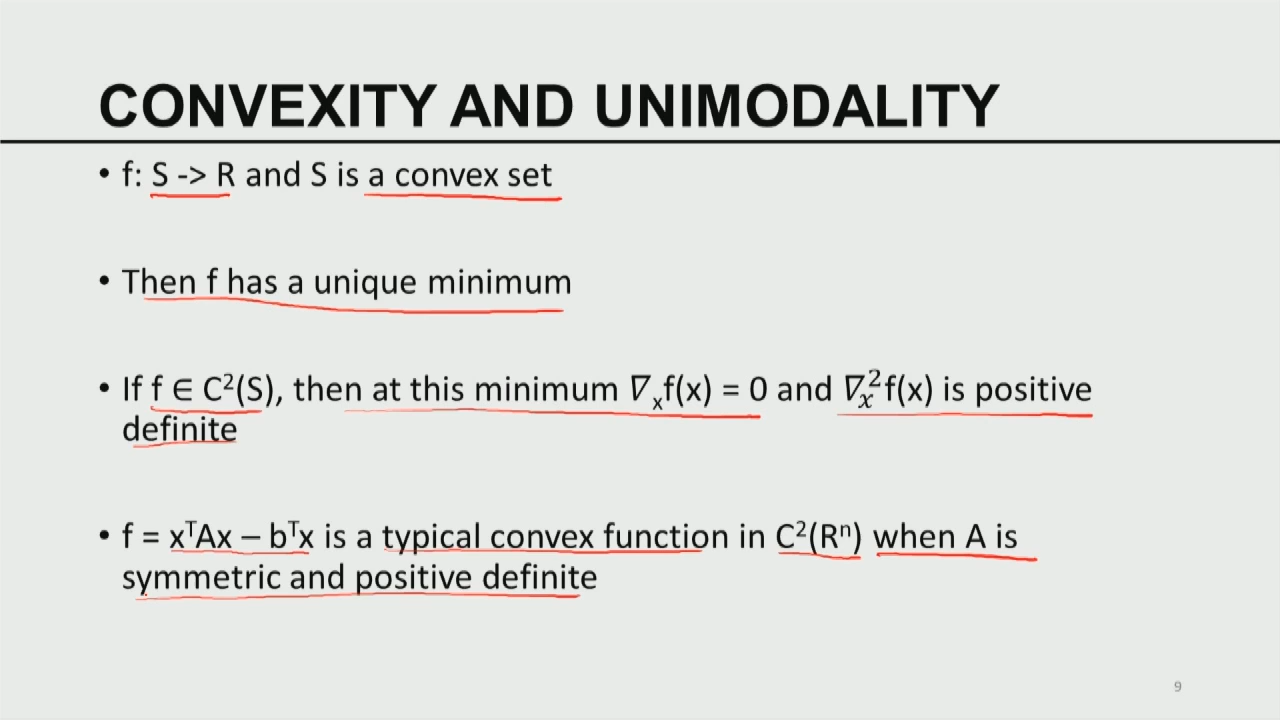 CONVEXITY AND UNIMODALITY
• f: S -> R and S is a convex set
• Then f has a unique minimum
• If f ∈ C²(S), then at this minimum ∇ₓf(x) = 0 and ∇ₓ²f(x) is positive
definite
• f = xᵀAx – bᵀx is a typical convex function in C²(Rⁿ) when A is
symmetric and positive definite
9